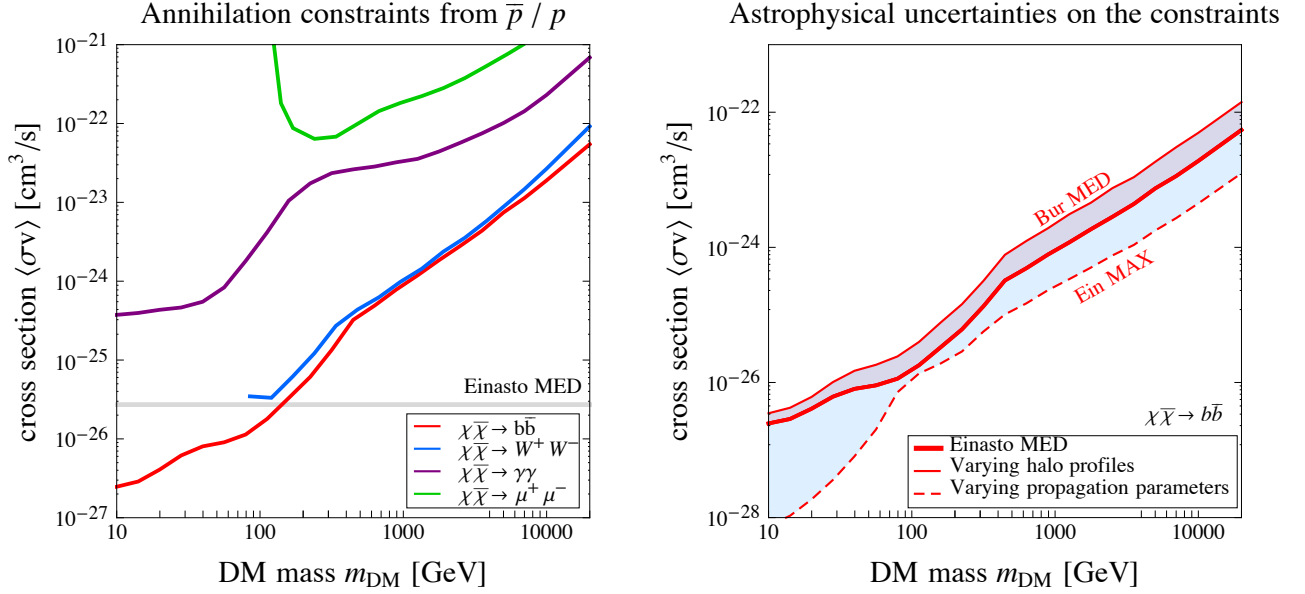 Annihilation constraints from p̅ / p
10⁻²¹
10⁻²²
10⁻²³
10⁻²⁴
10⁻²⁵
10⁻²⁶
10⁻²⁷
cross section ⟨σv⟩ [cm³/s]
Einasto MED
χχ̅→ bb̅
χχ̅→ W⁺ W⁻
χχ̅→ γγ
χχ̅→ μ⁺ μ⁻
10 100 1000 10000
DM mass m_DM [GeV]
Astrophysical uncertainties on the constraints
10⁻²²
10⁻²⁴
10⁻²⁶
10⁻²⁸
cross section ⟨σv⟩ [cm³/s]
Bur MED
Ein MAX
χχ̅→ bb̅
Einasto MED
Varying halo profiles
Varying propagation parameters
10 100 1000 10000
DM mass m_DM [GeV]